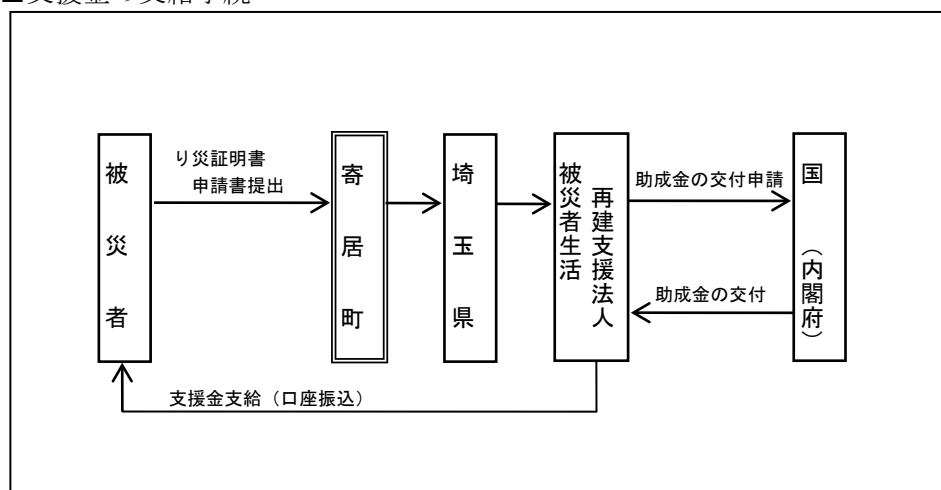 支援金の支給手続
被災者
り災証明書
申請書提出
寄居町
埼玉県
被災者生活
再建支援法人
助成金の交付申請
助成金の交付
国（内閣府）
支援金支給（口座振込）